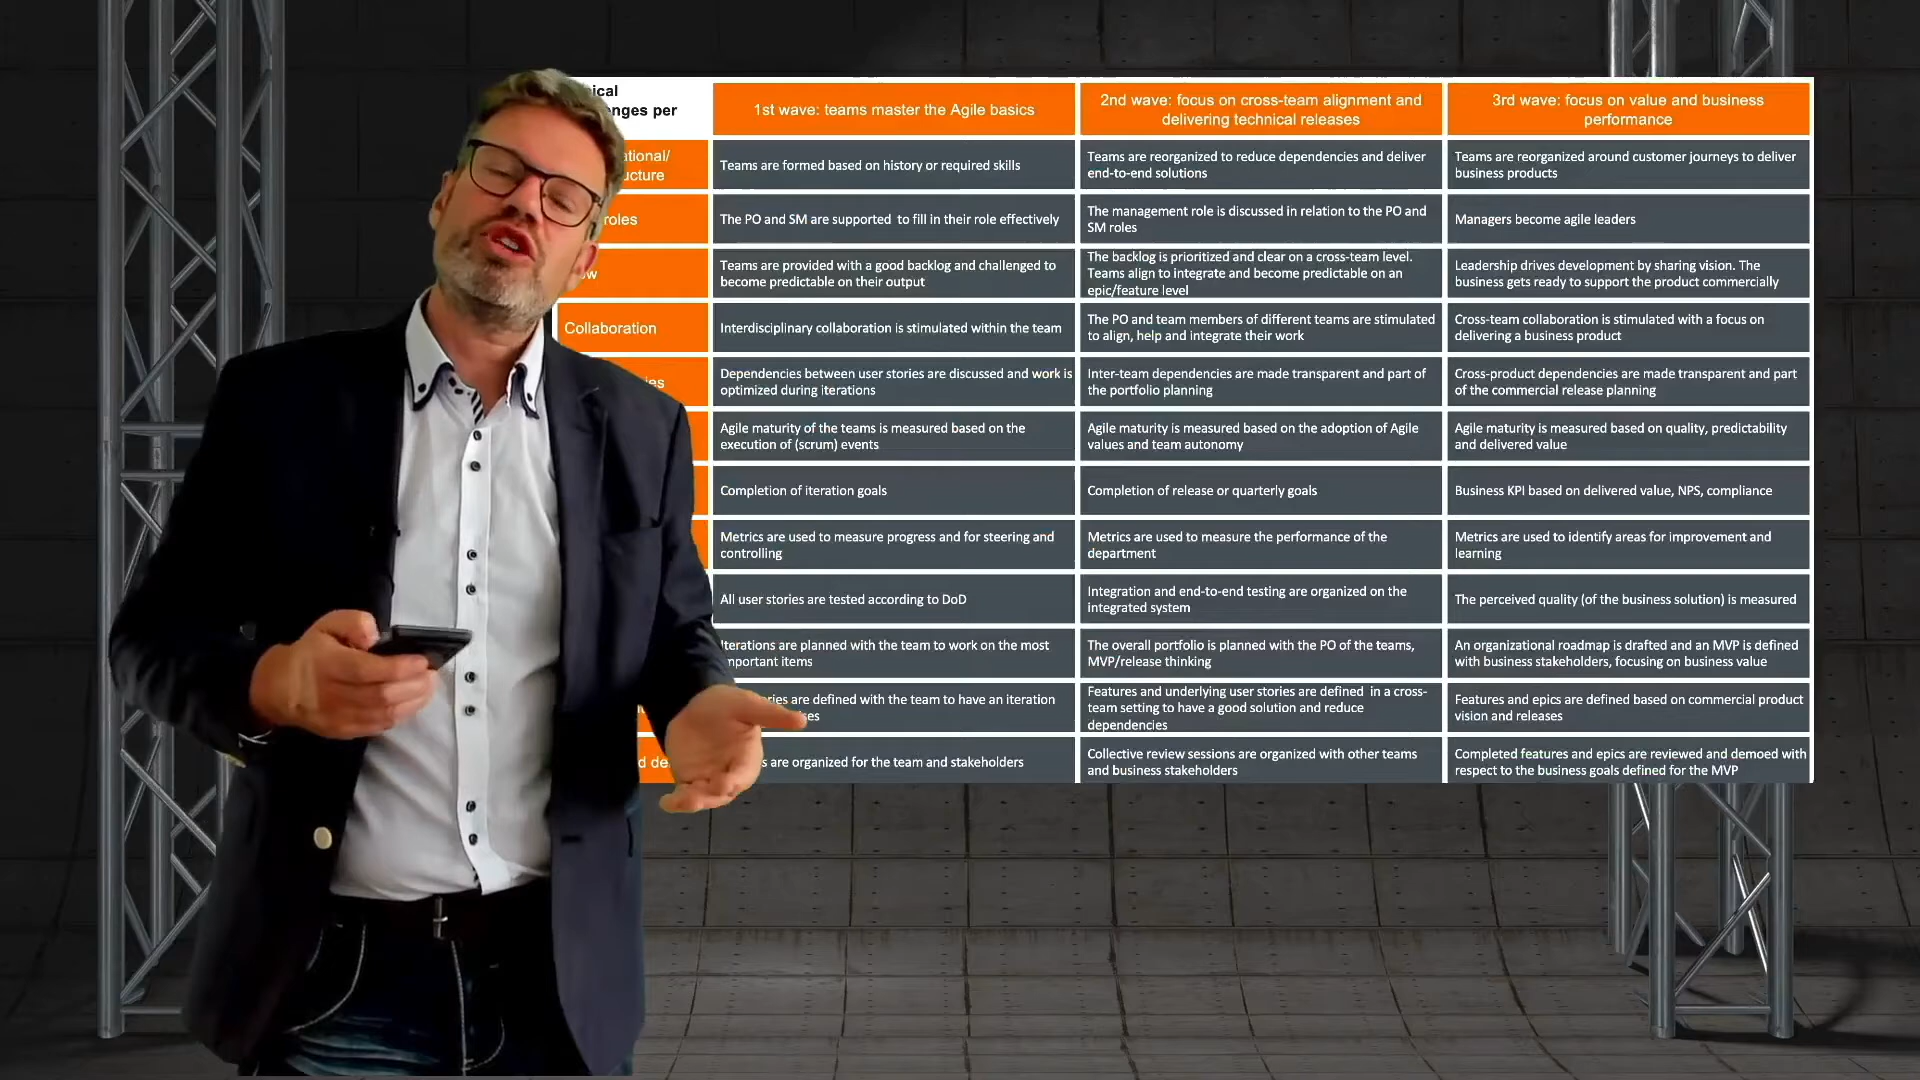 1st wave: teams master the Agile basics
2nd wave: focus on cross-team alignment and
delivering technical releases
3rd wave: focus on value and business
performance
Teams are formed based on history or required skills
Teams are reorganized to reduce dependencies and deliver
end-to-end solutions
Teams are reorganized around customer journeys to deliver
business products
roles
The PO and SM are supported to fill in their role effectively
The management role is discussed in relation to the PO and
SM roles
Managers become agile leaders
Teams are provided with a good backlog and challenged to
become predictable on their output
The backlog is prioritized and clear on a cross-team level.
Teams align to integrate and become predictable on an
epic/feature level
Leadership drives development by sharing vision. The
business gets ready to support the product commercially
Collaboration
Interdisciplinary collaboration is stimulated within the team
The PO and team members of different teams are stimulated
to align, help and integrate their work
Cross-team collaboration is stimulated with a focus on
delivering a business product
Dependencies between user stories are discussed and work is
optimized during iterations
Inter-team dependencies are made transparent and part of
the portfolio planning
Cross-product dependencies are made transparent and part
of the commercial release planning
Agile maturity of the teams is measured based on the
execution of (scrum) events
Agile maturity is measured based on the adoption of Agile
values and team autonomy
Agile maturity is measured based on quality, predictability
and delivered value
Completion of iteration goals
Completion of release or quarterly goals
Business KPI based on delivered value, NPS, compliance
Metrics are used to measure progress and for steering and
controlling
Metrics are used to measure the performance of the
department
Metrics are used to identify areas for improvement and
learning
All user stories are tested according to DoD
Integration and end-to-end testing are organized on the
integrated system
The perceived quality (of the business solution) is measured
Iterations are planned with the team to work on the most
important items
The overall portfolio is planned with the PO of the teams,
MVP/release thinking
An organizational roadmap is drafted and an MVP is defined
with business stakeholders, focusing on business value
are defined with the team to have an iteration
Features and underlying user stories are defined in a cross-
team setting to have a good solution and reduce
dependencies
Features and epics are defined based on commercial product
vision and releases
are organized for the team and stakeholders
Collective review sessions are organized with other teams
and business stakeholders
Completed features and epics are reviewed and demoed with
respect to the business goals defined for the MVP